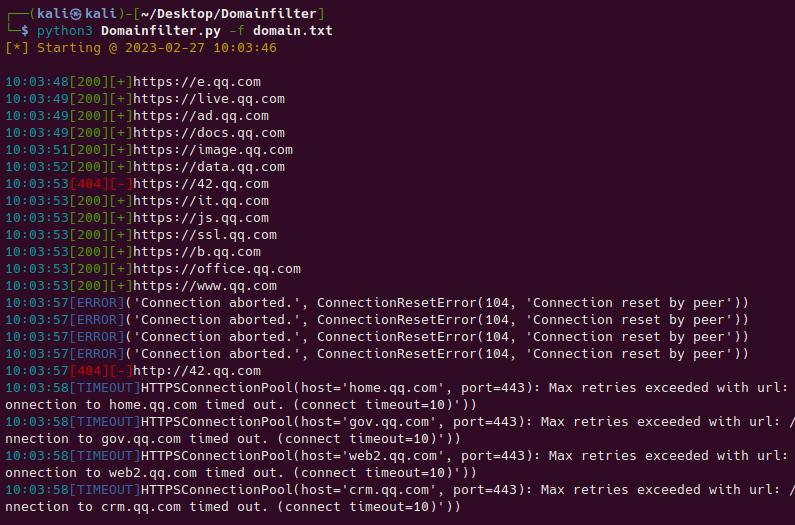 ┌──(kali㉿kali)-[~/Desktop/Domainfilter]
└─$ python3 Domainfilter.py -f domain.txt
[*] Starting @ 2023-02-27 10:03:46
10:03:48[200][+]https://e.qq.com
10:03:49[200][+]https://live.qq.com
10:03:49[200][+]https://ad.qq.com
10:03:49[200][+]https://docs.qq.com
10:03:51[200][+]https://image.qq.com
10:03:52[200][+]https://data.qq.com
10:03:53[404][-]https://42.qq.com
10:03:53[200][+]https://it.qq.com
10:03:53[200][+]https://js.qq.com
10:03:53[200][+]https://ssl.qq.com
10:03:53[200][+]https://b.qq.com
10:03:53[200][+]https://office.qq.com
10:03:53[200][+]https://www.qq.com
10:03:57[ERROR]('Connection aborted.', ConnectionResetError(104, 'Connection reset by peer'))
10:03:57[ERROR]('Connection aborted.', ConnectionResetError(104, 'Connection reset by peer'))
10:03:57[ERROR]('Connection aborted.', ConnectionResetError(104, 'Connection reset by peer'))
10:03:57[ERROR]('Connection aborted.', ConnectionResetError(104, 'Connection reset by peer'))
10:03:57[404][-]http://42.qq.com
10:03:58[TIMEOUT]HTTPSConnectionPool(host='home.qq.com', port=443): Max retries exceeded with url:
onnection to home.qq.com timed out. (connect timeout=10)'))
10:03:58[TIMEOUT]HTTPSConnectionPool(host='gov.qq.com', port=443): Max retries exceeded with url: /
nnection to gov.qq.com timed out. (connect timeout=10)'))
10:03:58[TIMEOUT]HTTPSConnectionPool(host='web2.qq.com', port=443): Max retries exceeded with url:
onnection to web2.qq.com timed out. (connect timeout=10)'))
10:03:58[TIMEOUT]HTTPSConnectionPool(host='crm.qq.com', port=443): Max retries exceeded with url: /
nnection to crm.qq.com timed out. (connect timeout=10)'))